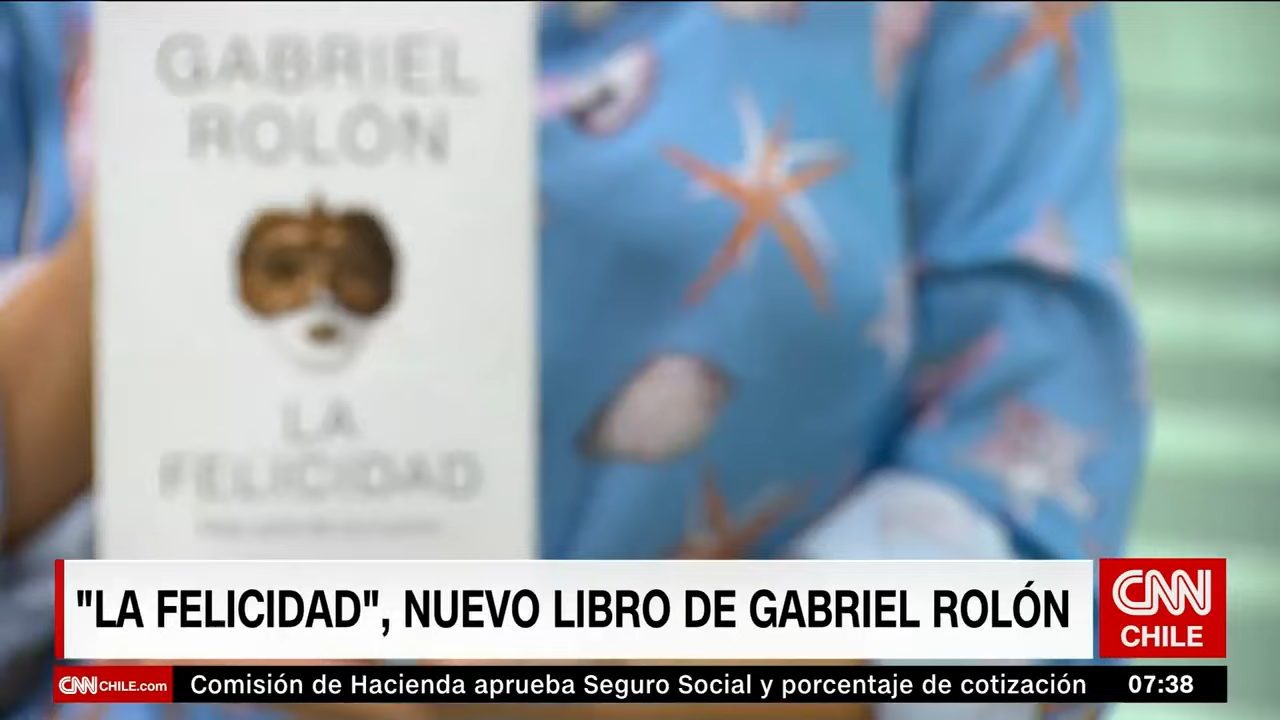 GABRIEL
ROLÓN
LA
FELICIDAD
"LA FELICIDAD", NUEVO LIBRO DE GABRIEL ROLÓN
CNN
CHILE
CNNCHILE.com Comisión de Hacienda aprueba Seguro Social y porcentaje de cotización 07:38